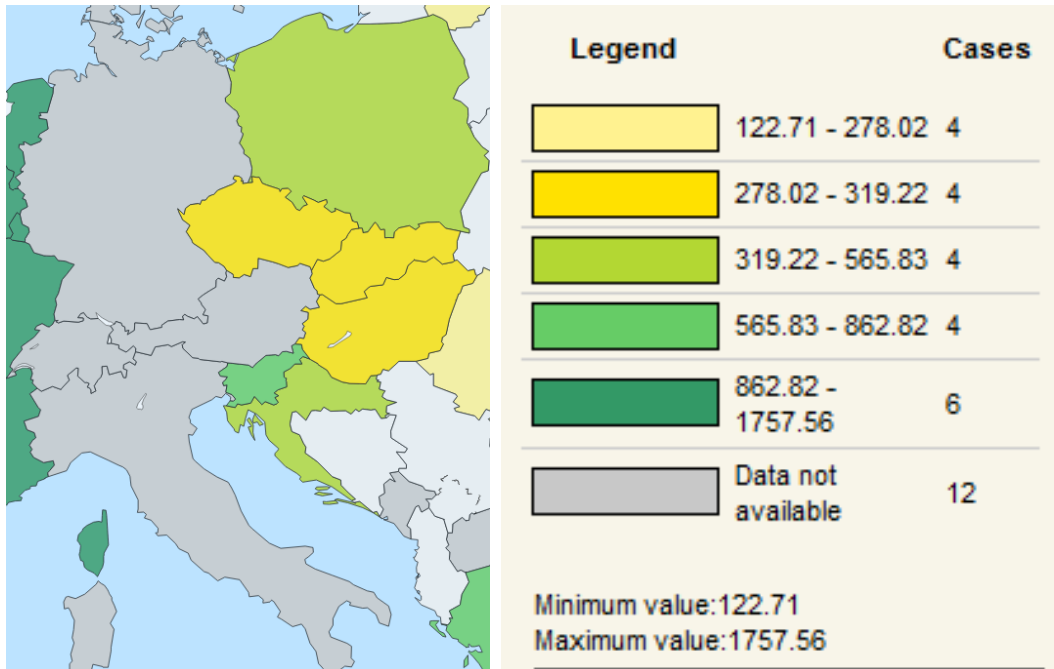 Legend Cases
122.71 - 278.02 4
278.02 - 319.22 4
319.22 - 565.83 4
565.83 - 862.82 4
862.82 -
1757.56 6
Data not
available 12
Minimum value:122.71
Maximum value:1757.56